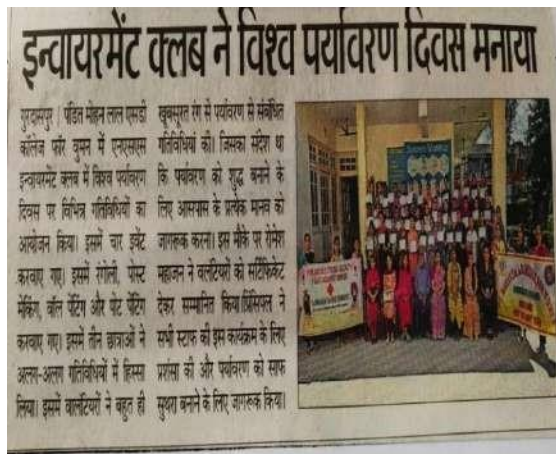 इन्वायरमेंट क्लब ने विश्व पर्यावरण दिवस मनाया
गुरदासपुर / पंडित मोहन लाल एसडी
कॉलेज फॉर वुमन में एनएसएस
इन्वायरमेंट क्लब में विश्व पर्यावरण
दिवस पर विभिन्न गतिविधियों का
आयोजन किया। इसमें चार इवेंट
करवाए गए। इसमें रंगोली, पोस्ट
मेकिंग, वॉल पेंटिंग और पोट पेंटिंग
करवाए गए। इसमें तीन छात्राओं ने
अलग-अलग गतिविधियों में हिस्सा
लिया। इसमें वालंटियरों ने बहुत ही
खूबसूरत रंग से पर्यावरण से संबंधित
गतिविधियां की। जिसका संदेश था
कि पर्यावरण को शुद्ध बनाने के
लिए आसपास के प्रत्येक मानव को
जागरूक करना। इस मौके पर रोमेश
महाजन ने वलंटियरों को सर्टिफिकेट
देकर सम्मानित किया।प्रिंसिपल ने
सभी स्टाफ की इस कार्यक्रम के लिए
प्रशंसा की और पर्यावरण को साफ
सुथरा बनाने के लिए जागरूक किया।